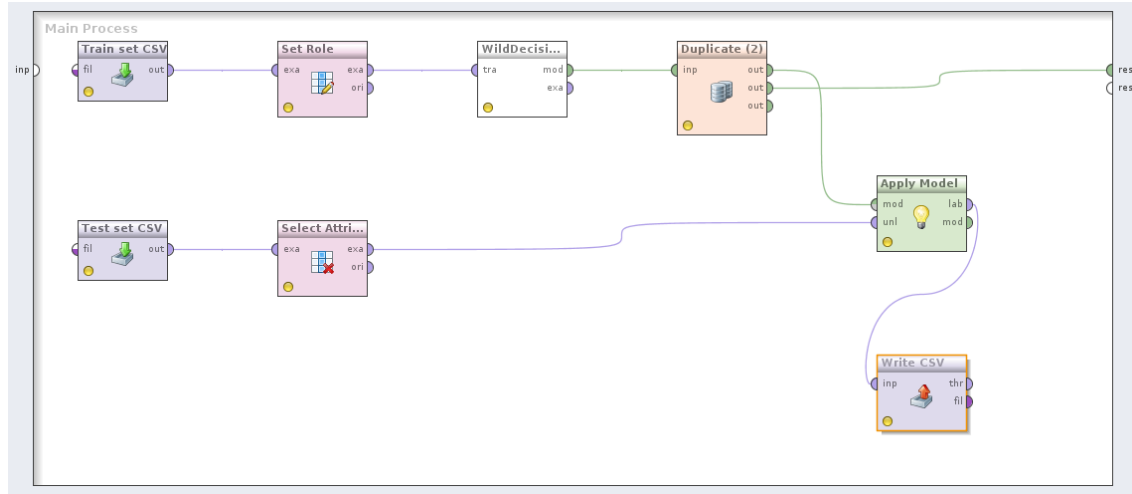 Main Process
Train set CSV
Set Role
WildDecisi...
Duplicate (2)
inp
fil
out
exa
exa
ori
tra
mod
exa
inp
out
out
out
res
res
Apply Model
mod
lab
unl
mod
Test set CSV
Select Attri...
fil
out
exa
exa
ori
Write CSV
inp
thr
fil